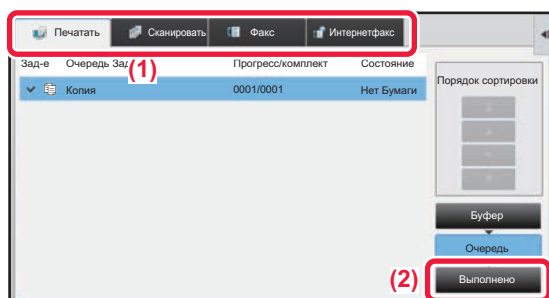 Печатать Сканировать Факс Интернетфакс
Зад-е Очередь Зад Прогресс/комплект Состояние
(1)
Копия 0001/0001 Нет Бумаги
Порядок сортировки
Буфер
Очередь
(2) Выполнено